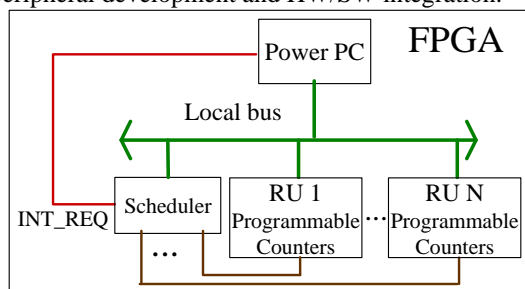 eripheral development and HW/SW integration.
FPGA
Power PC
Local bus
INT_REQ
Scheduler
RU 1
Programmable
Counters
...
RU N
Programmable
Counters
...